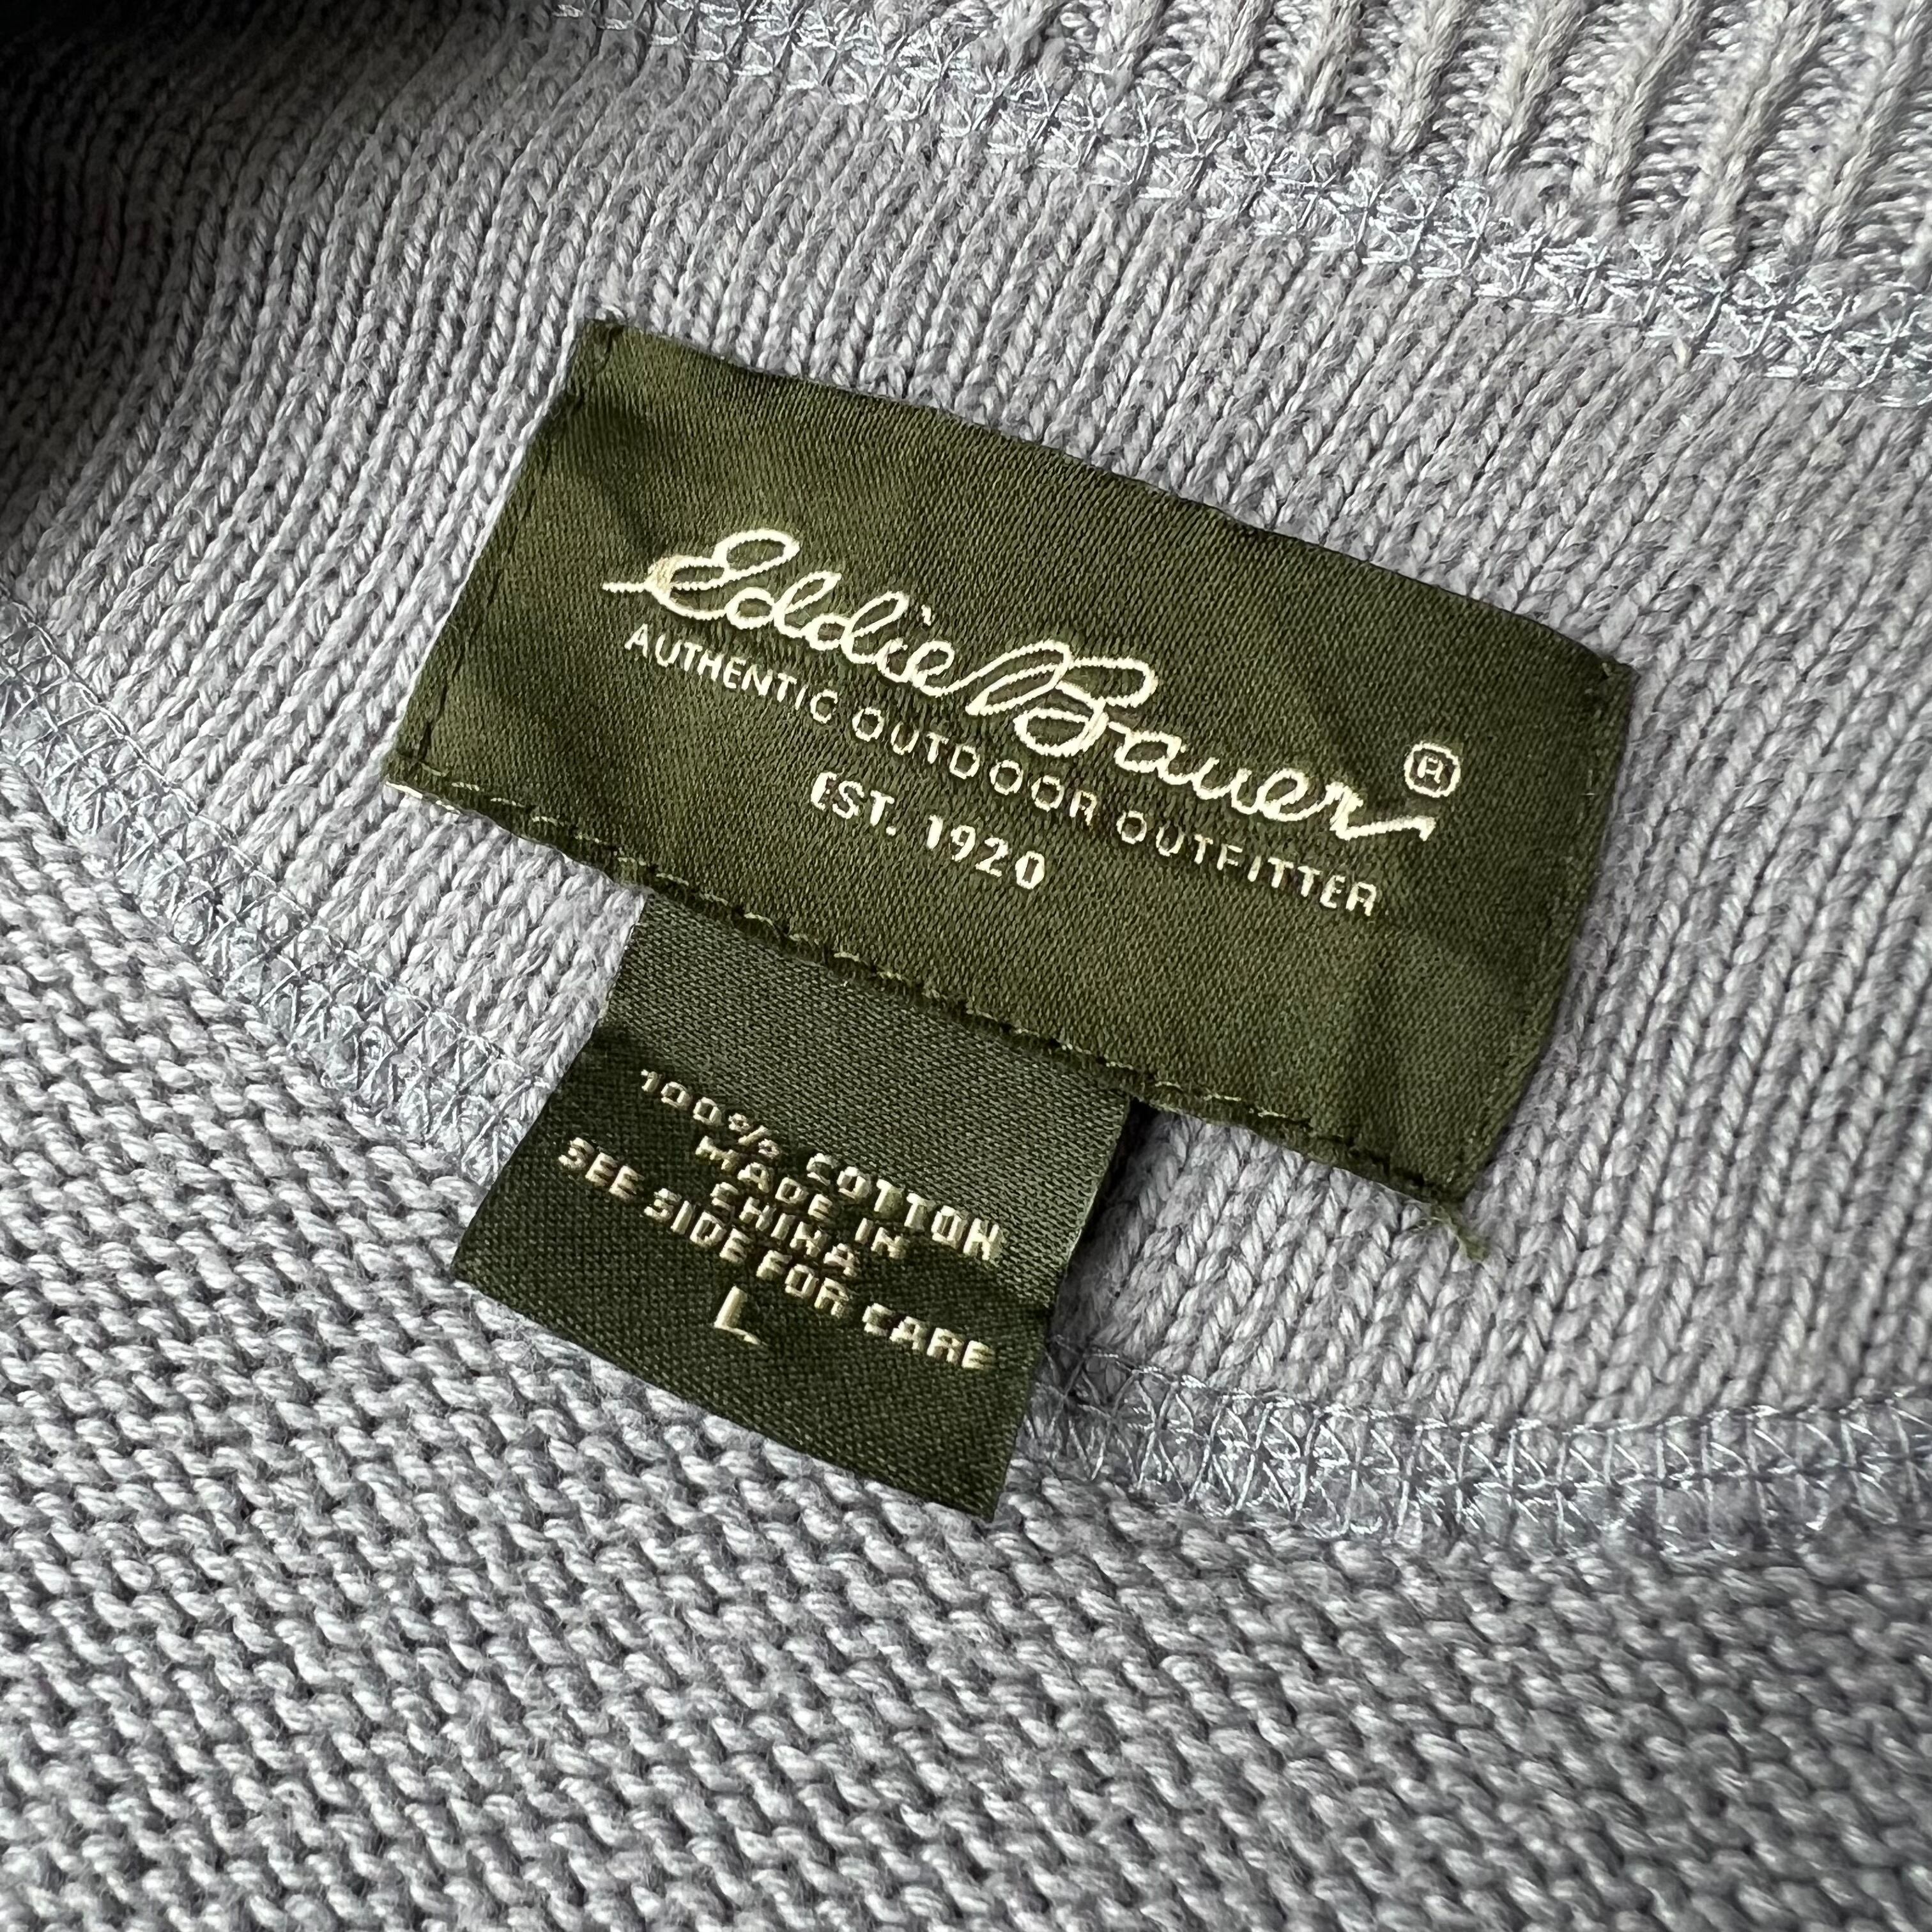 Eddie Bauer ®
AUTHENTIC OUTDOOR OUTFITTER
EST. 1920
100% COTTON
MADE IN
CHINA
SEE SIDE FOR CARE
L